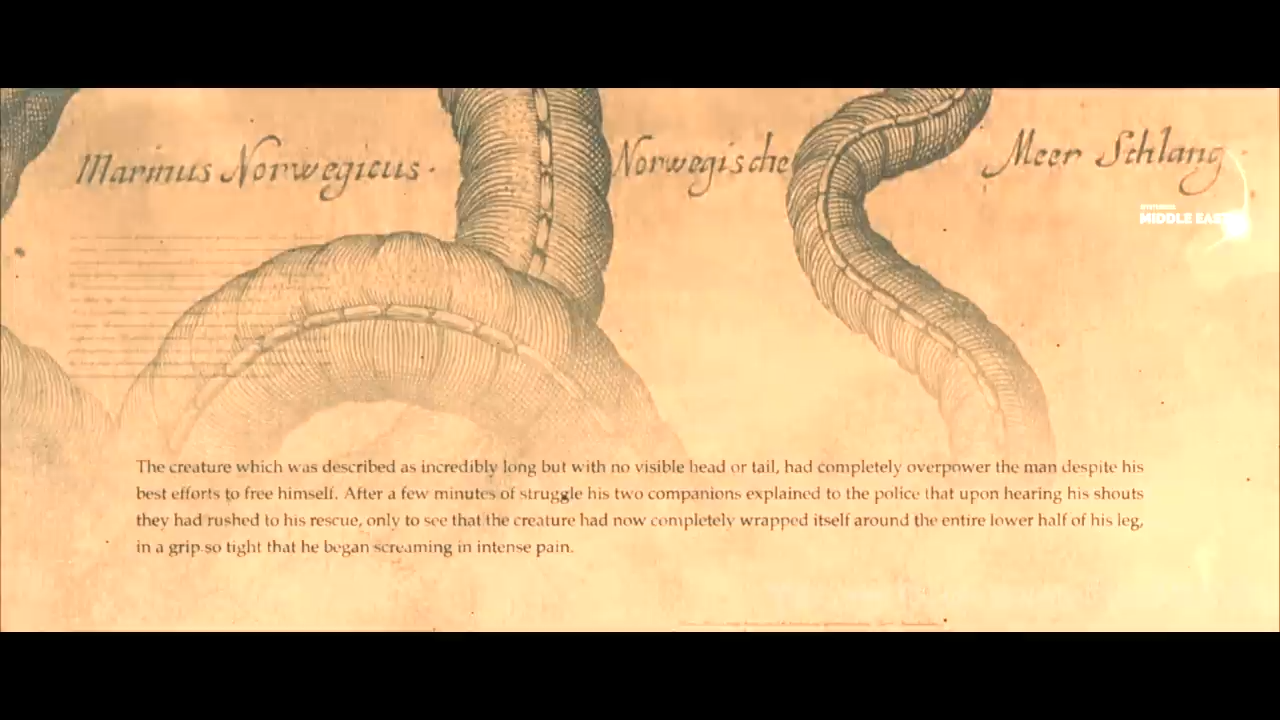 Marinus Norwegicus. Norwegische Meer Schlang
MIDDLE EAST
The creature which was described as incredibly long but with no visible head or tail, had completely overpower the man despite his
best efforts to free himself. After a few minutes of struggle his two companions explained to the police that upon hearing his shouts
they had rushed to his rescue, only to see that the creature had now completely wrapped itself around the entire lower half of his leg,
in a grip so tight that he began screaming in intense pain.